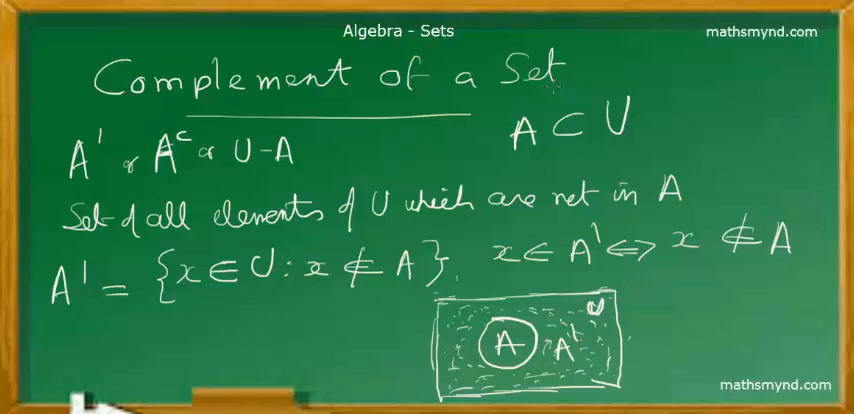 Algebra - Sets
mathsmynd.com
Complement of a Set
A ⊂ U
A' or A^c or U - A
Set of all elements of U which are not in A
A' = {x ∈ U : x ∉ A}. x ∈ A' ⟺ x ∉ A
U
A A'
mathsmynd.com